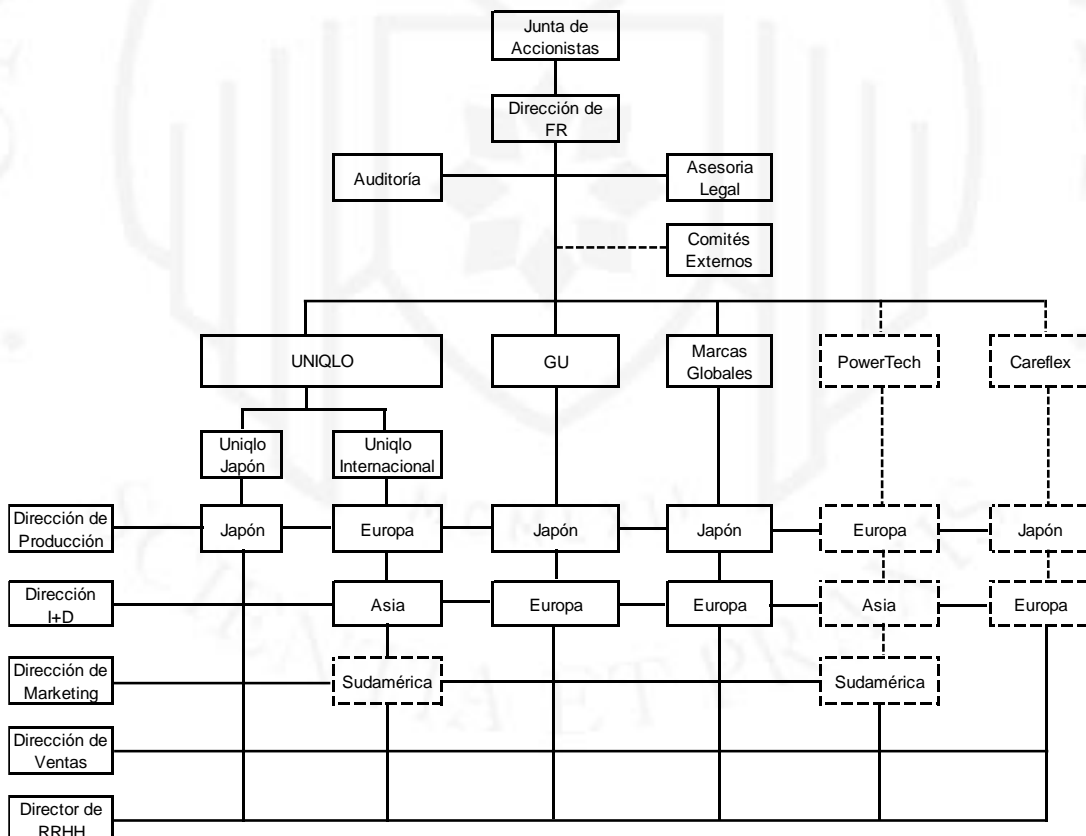 Junta de
Accionistas
Dirección de
FR
Auditoría
Asesoria
Legal
Comités
Externos
UNIQLO
GU
Marcas
Globales
PowerTech
Careflex
Uniqlo
Japón
Uniqlo
Internacional
Dirección de
Producción
Japón
Europa
Japón
Japón
Europa
Japón
Dirección
I+D
Asia
Europa
Europa
Asia
Europa
Dirección de
Marketing
Sudamérica
Sudamérica
Dirección de
Ventas
Director de
RRHH